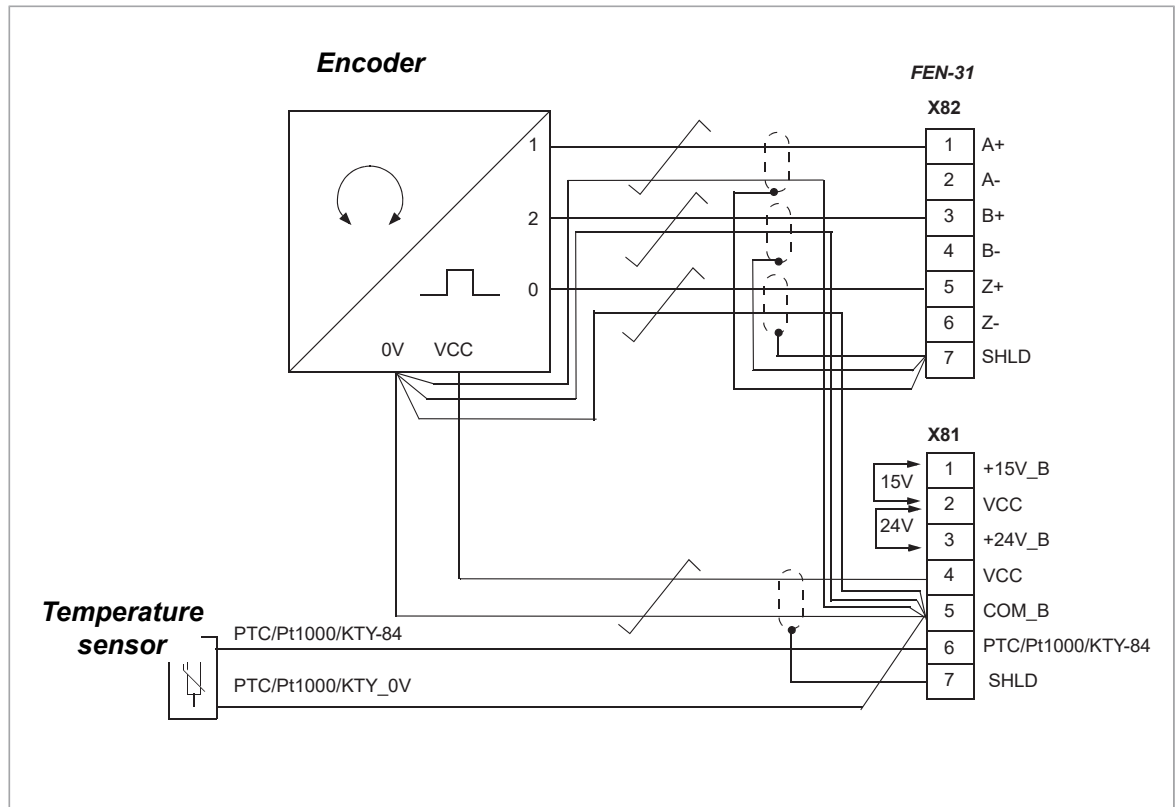 Encoder
FEN-31
X82
1
1
A+
2
A-
2
3
B+
4
B-
0
5
Z+
6
Z-
0V VCC
7
SHLD
X81
1
+15V_B
15V
2
VCC
24V
3
+24V_B
4
VCC
Temperature
sensor
5
COM_B
PTC/Pt1000/KTY-84
6
PTC/Pt1000/KTY-84
PTC/Pt1000/KTY_0V
7
SHLD